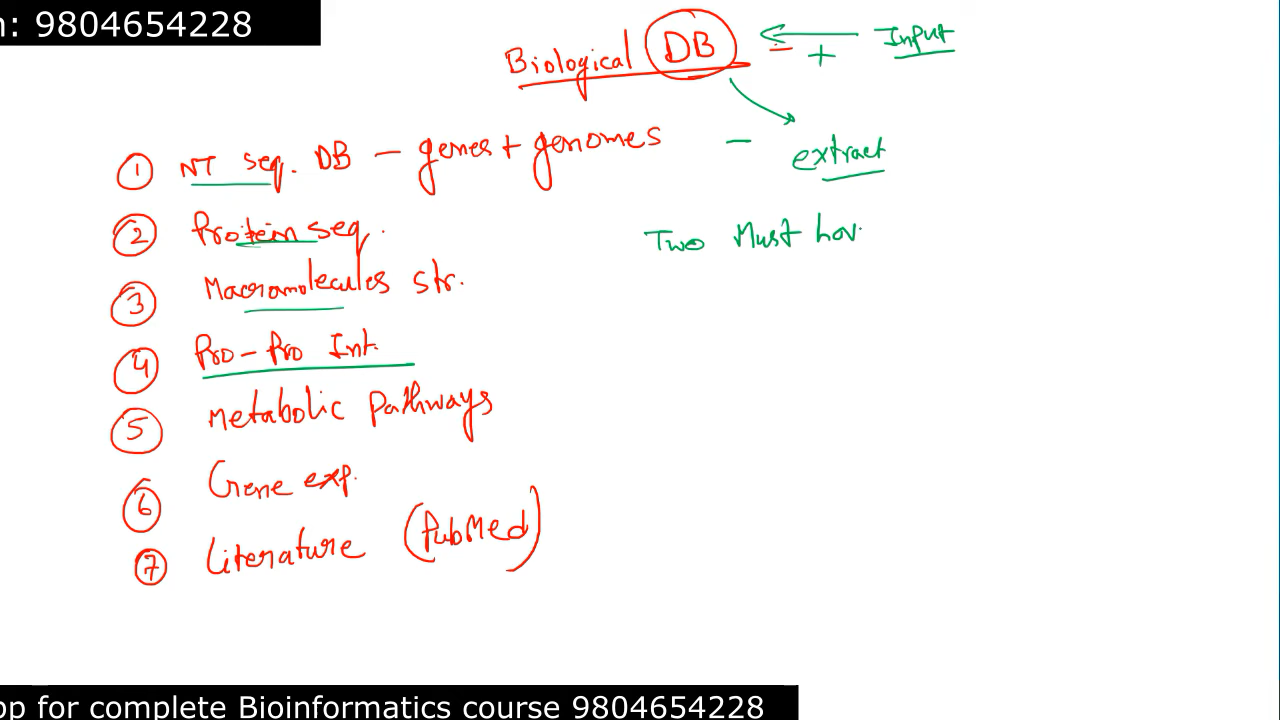 n: 9804654228
Biological DB
+
Input
extract
1 NT seq. DB - genes + genomes
2 Protein seq.
3 Macromolecules str.
4 Pro-Pro Int.
5 Metabolic Pathways
6 Gene exp.
7 Literature (PubMed)
Two Must hav
pp for complete Bioinformatics course 9804654228